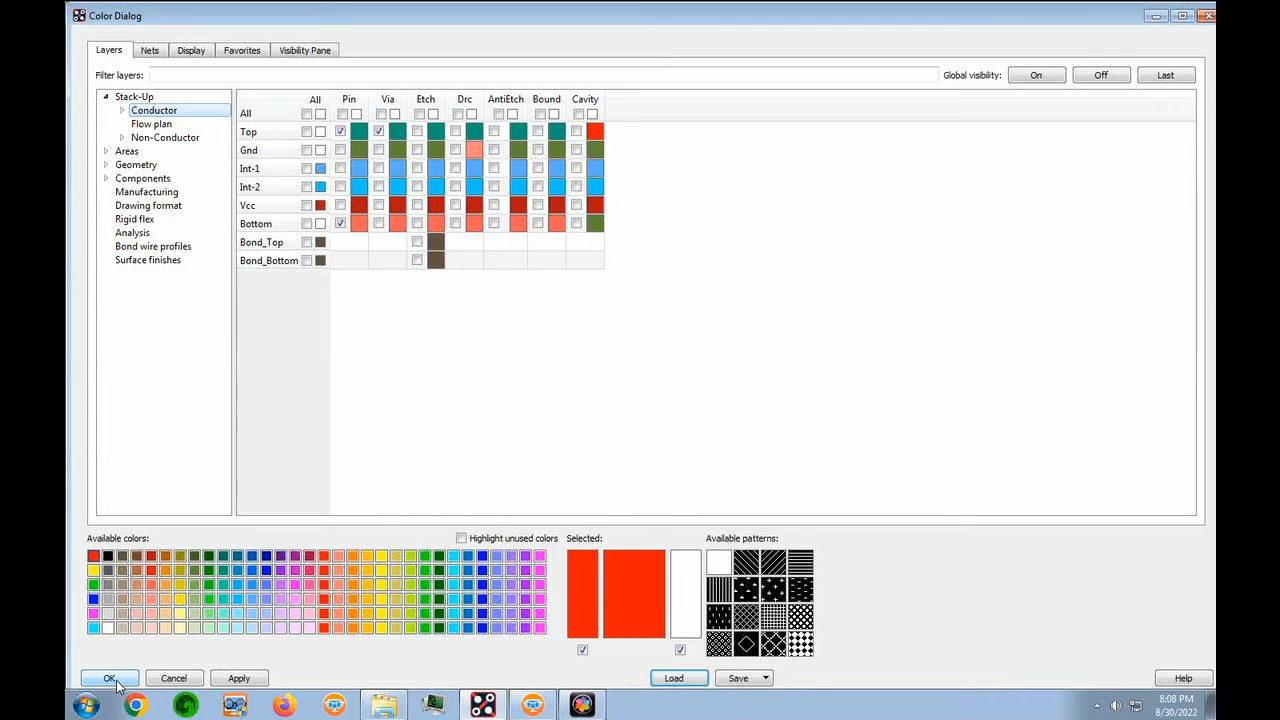 Color Dialog
Layers Nets Display Favorites Visibility Pane
Filter layers: Global visibility: On Off Last
Stack-Up
Conductor
Flow plan
Non-Conductor
Areas
Geometry
Components
Manufacturing
Drawing format
Rigid flex
Analysis
Bond wire profiles
Surface finishes
All Pin Via Etch Drc AntiEtch Bound Cavity
All
Top
Gnd
Int-1
Int-2
Vcc
Bottom
Bond_Top
Bond_Bottom
Available colors: Highlight unused colors Selected: Available patterns:
OK Cancel Apply Load Save Help
8:08 PM
8/30/2022